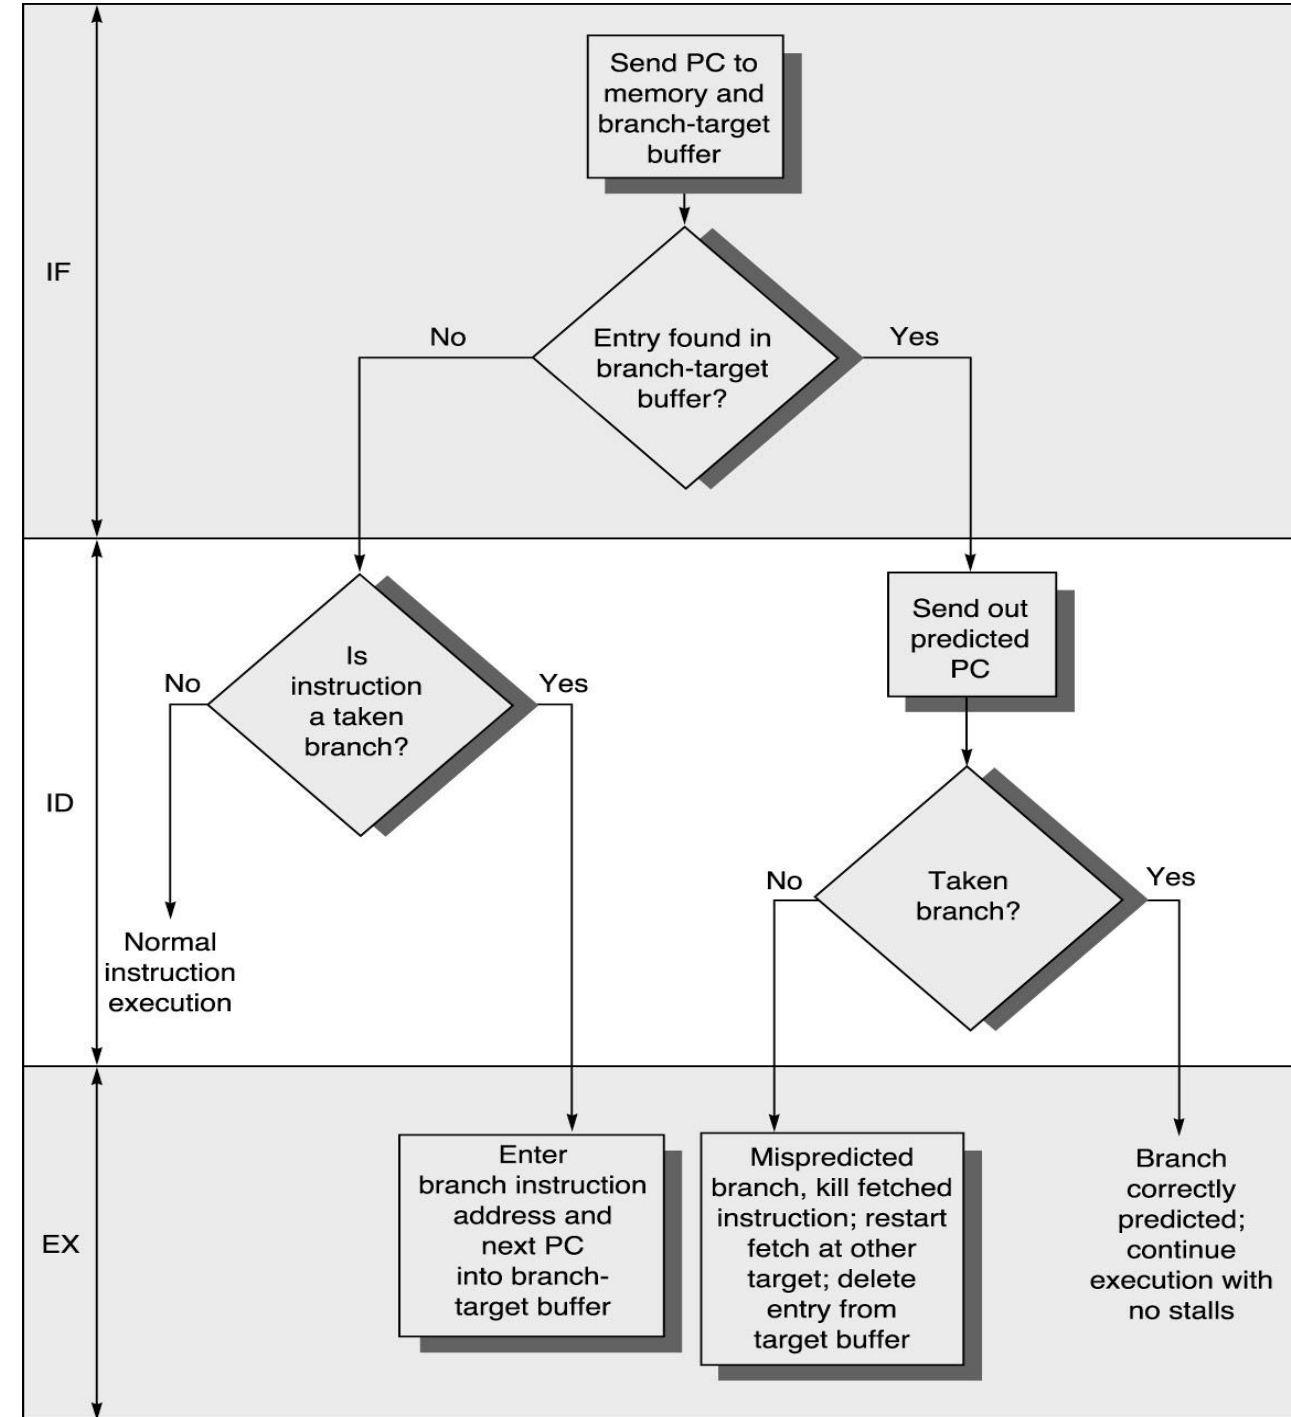 Send PC to
memory and
branch-target
buffer
IF
No
Entry found in
branch-target
buffer?
Yes
Is
instruction
a taken
branch?
No
Yes
Send out
predicted
PC
ID
No
Taken
branch?
Yes
Normal
instruction
execution
EX
Enter
branch instruction
address and
next PC
into branch-
target buffer
Mispredicted
branch, kill fetched
instruction; restart
fetch at other
target; delete
entry from
target buffer
Branch
correctly
predicted;
continue
execution with
no stalls